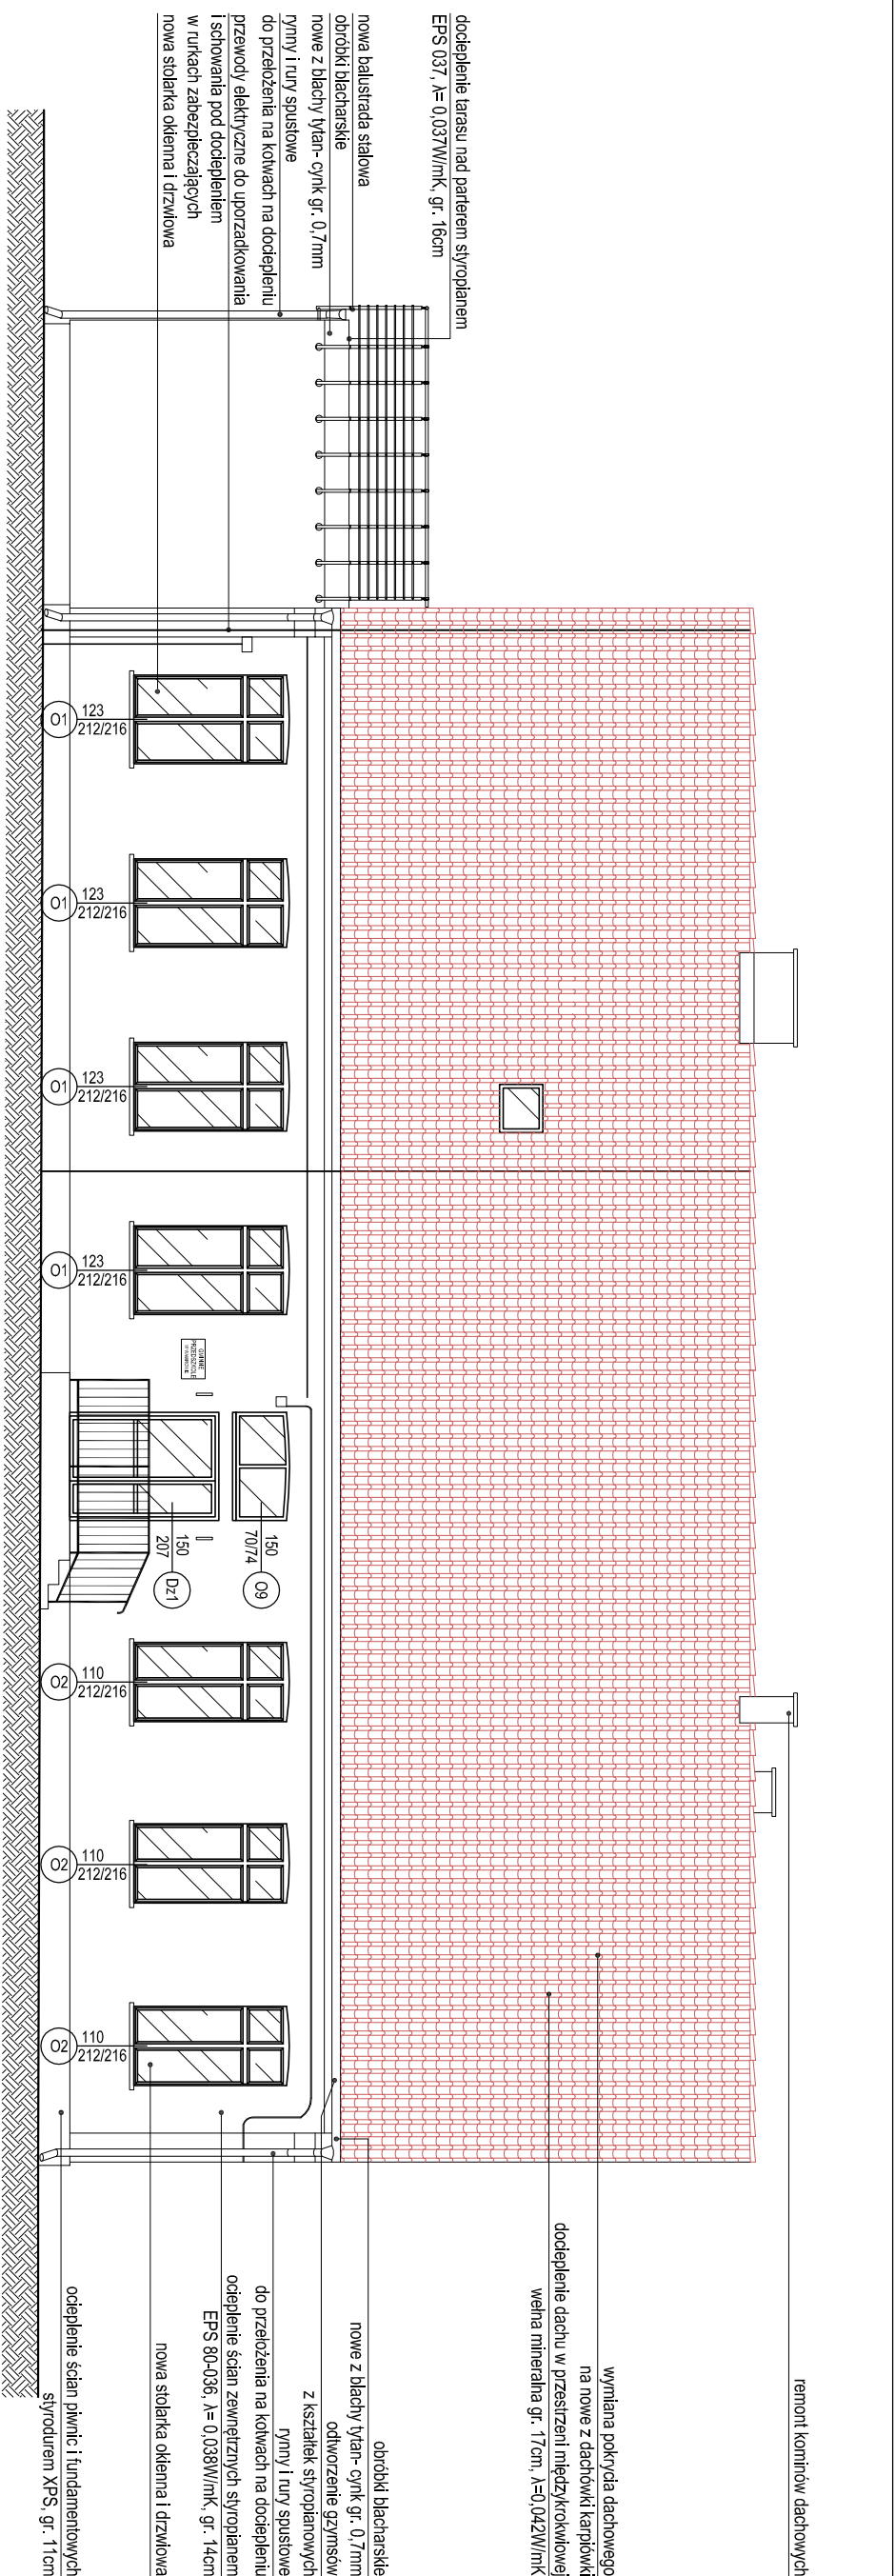 docieplenie tarasu nad parterem styropianem
EPS 037, λ= 0,037W/mK, gr. 16cm
nowa balustrada stalowa
obróbki blacharskie
nowe z blachy tytan- cynk gr. 0,7mm
rynny i rury spustowe
do przełożenia na kotwach na dociepleniu
przewody elektryczne do uporzadkowania
i schowania pod dociepleniem
w rurkach zabezpieczających
nowa stolarka okienna i drzwiowa
O1
123
212/216
O1
123
212/216
O1
123
212/216
O1
123
212/216
GMINNE
PRZEDSZKOLE
150
70/74
O9
150
207
Dz1
O2
110
212/216
O2
110
212/216
O2
110
212/216
remont kominów dachowych
wymiana pokrycia dachowego
na nowe z dachówki karpiówki
docieplenie dachu w przestrzeni międzykrokwiowej
wełna mineralna gr. 17cm, λ=0,042W/mK
obróbki blacharskie
nowe z blachy tytan- cynk gr. 0,7mm
odtworzenie gzymsów
z kształtek styropianowych
rynny i rury spustowe
do przełożenia na kotwach na dociepleniu
ocieplenie ścian zewnętrznych styropianem
EPS 80-036, λ= 0,038W/mK, gr. 14cm
nowa stolarka okienna i drzwiowa
ocieplenie ścian piwnic i fundamentowych
styrodurem XPS, gr. 11cm